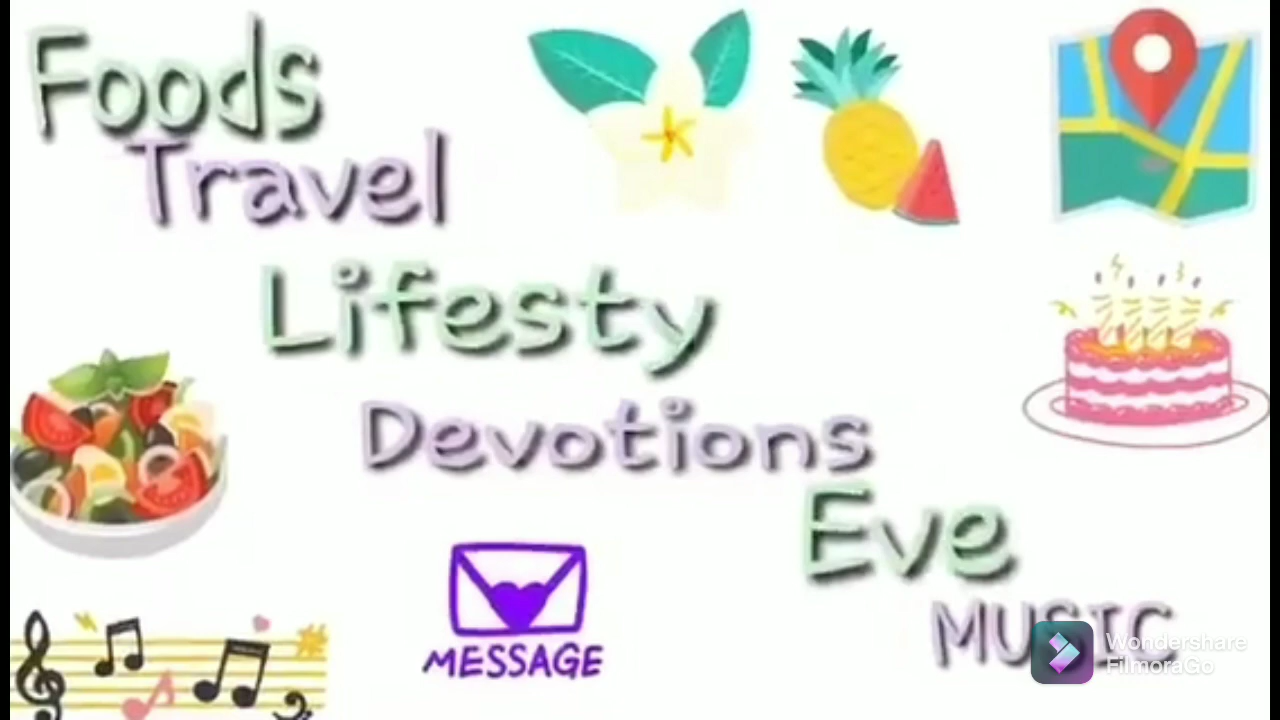 Foods
Travel
Lifesty
Devotions
Eve
MUSIC
MESSAGE
Wondershare
FilmoraGo